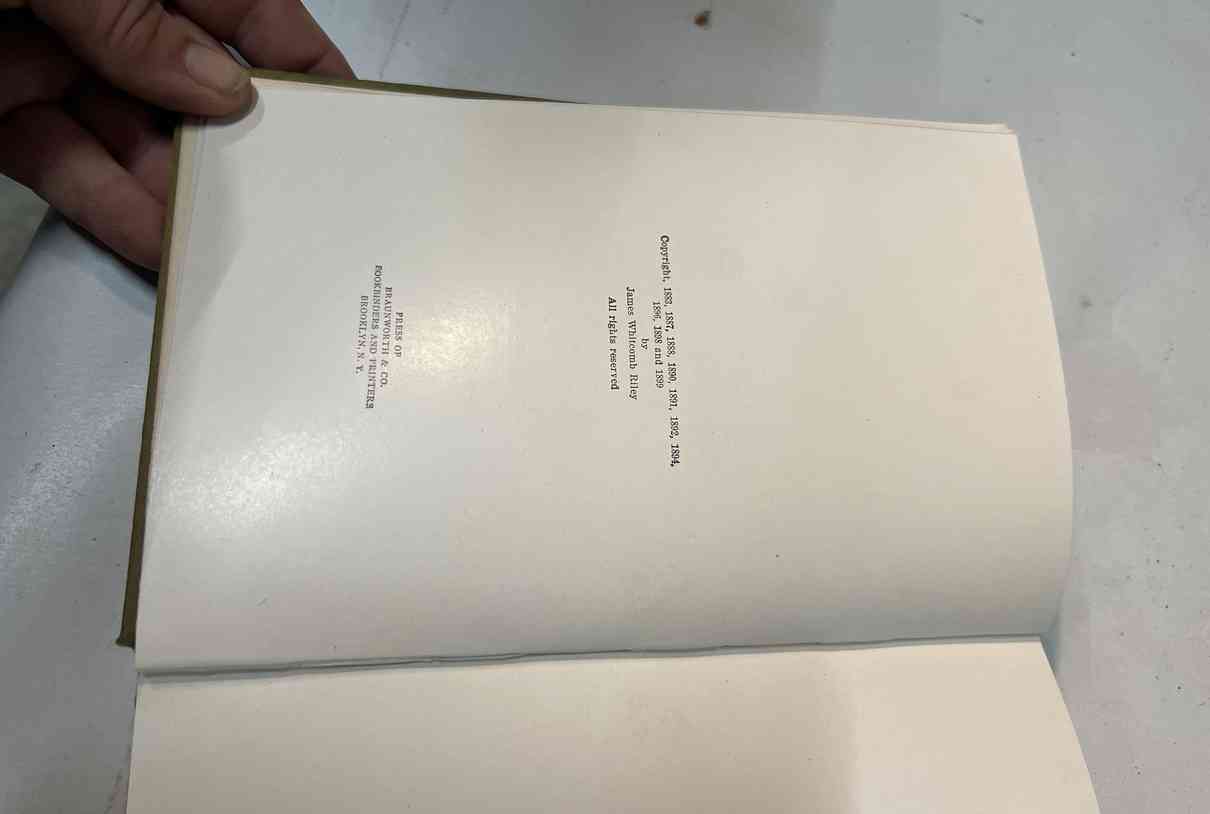 Copyright, 1883, 1887, 1888, 1890, 1891, 1892, 1894,
1896, 1898 and 1899
by
James Whitcomb Riley
All rights reserved
PRESS OF
BRAUNWORTH & CO.
BOOKBINDERS AND PRINTERS
BROOKLYN, N. Y.